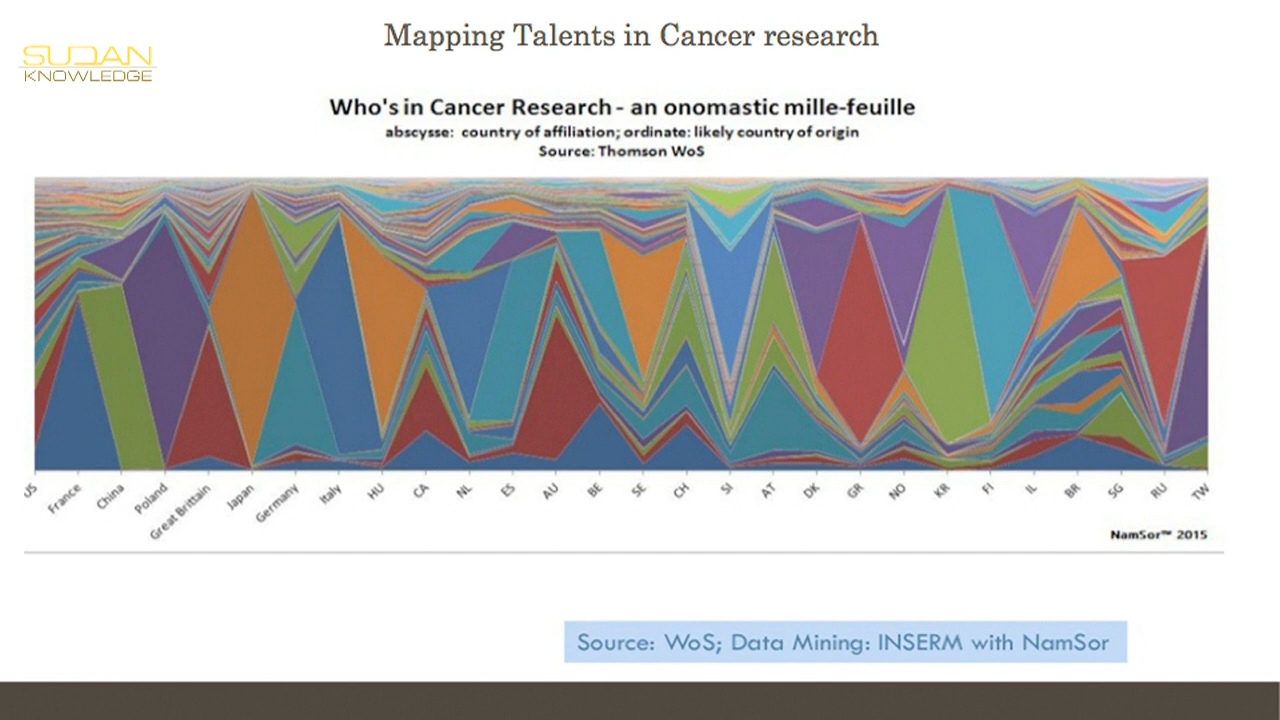 Mapping Talents in Cancer research
SUDAN
KNOWLEDGE
Who's in Cancer Research - an onomastic mille-feuille
abscysse: country of affiliation; ordinate: likely country of origin
Source: Thomson WoS
US
France
China
Poland
Great Brittain
Japan
Germany
Italy
HU
CA
NL
ES
AU
BE
SE
CH
SI
AT
DK
GR
NO
KR
FI
IL
BR
SG
RU
TW
NamSor™ 2015
Source: WoS; Data Mining: INSERM with NamSor